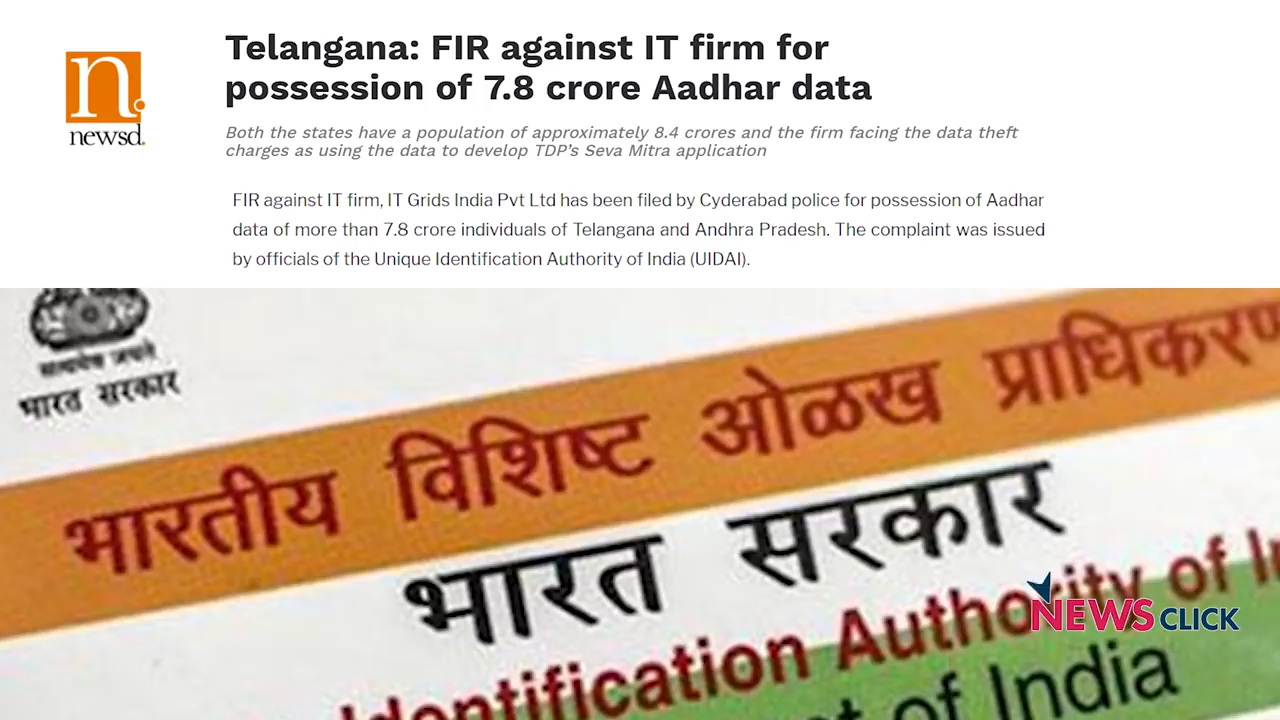 Telangana: FIR against IT firm for
possession of 7.8 crore Aadhar data
n.
newsd.
Both the states have a population of approximately 8.4 crores and the firm facing the data theft
charges as using the data to develop TDP's Seva Mitra application
FIR against IT firm, IT Grids India Pvt Ltd has been filed by Cyderabad police for possession of Aadhar
data of more than 7.8 crore individuals of Telangana and Andhra Pradesh. The complaint was issued
by officials of the Unique Identification Authority of India (UIDAI).
सत्यमेव जयते
भारत सरकार
भारतीय विशिष्ट ओळख प्राधिकरण
भारत सरकार
dentification Authority of In
of India
NEWSCLICK